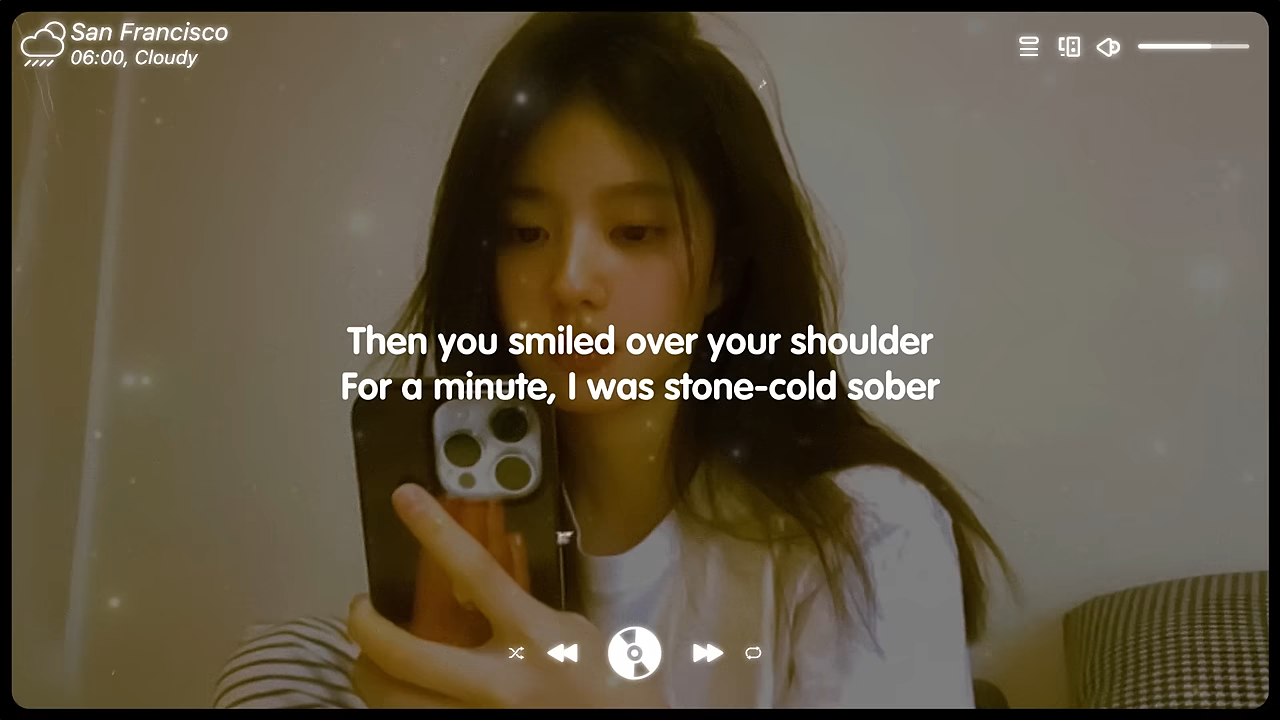 San Francisco
06:00, Cloudy
Then you smiled over your shoulder
For a minute, I was stone-cold sober